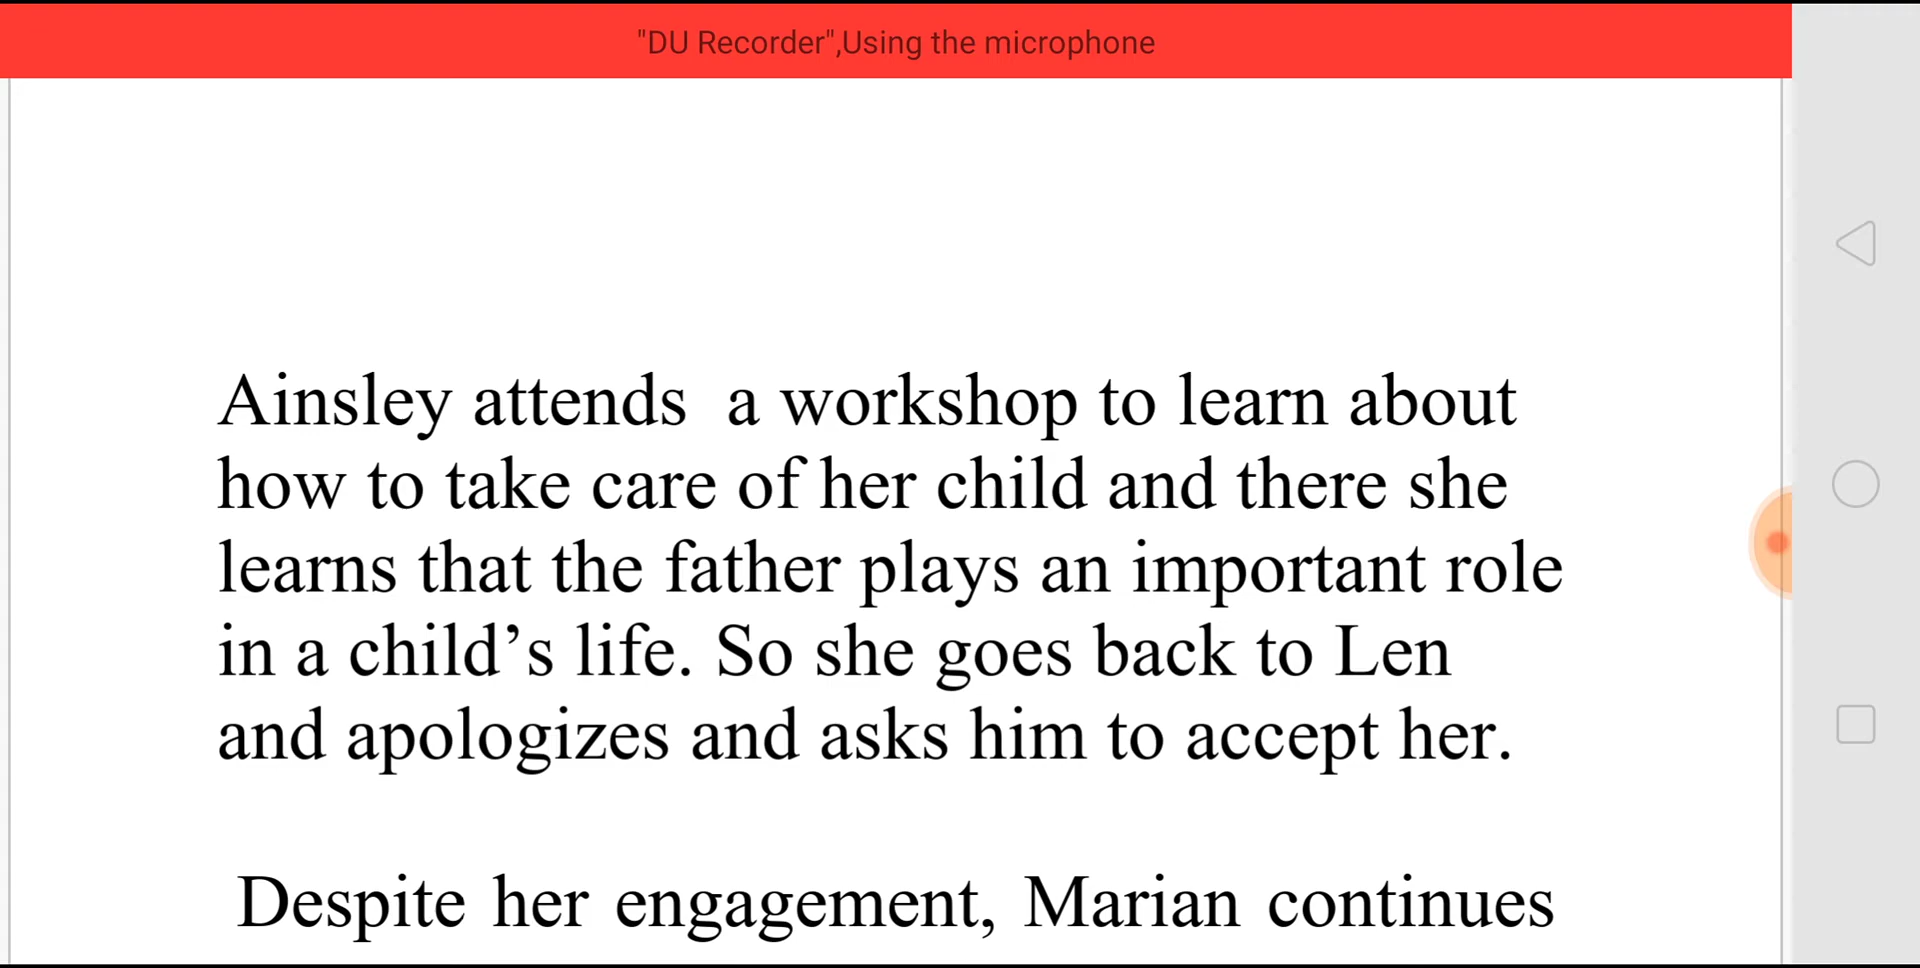 "DU Recorder",Using the microphone
Ainsley attends  a workshop to learn about
how to take care of her child and there she
learns that the father plays an important role
in a child’s life. So she goes back to Len
and apologizes and asks him to accept her.
Despite her engagement, Marian continues